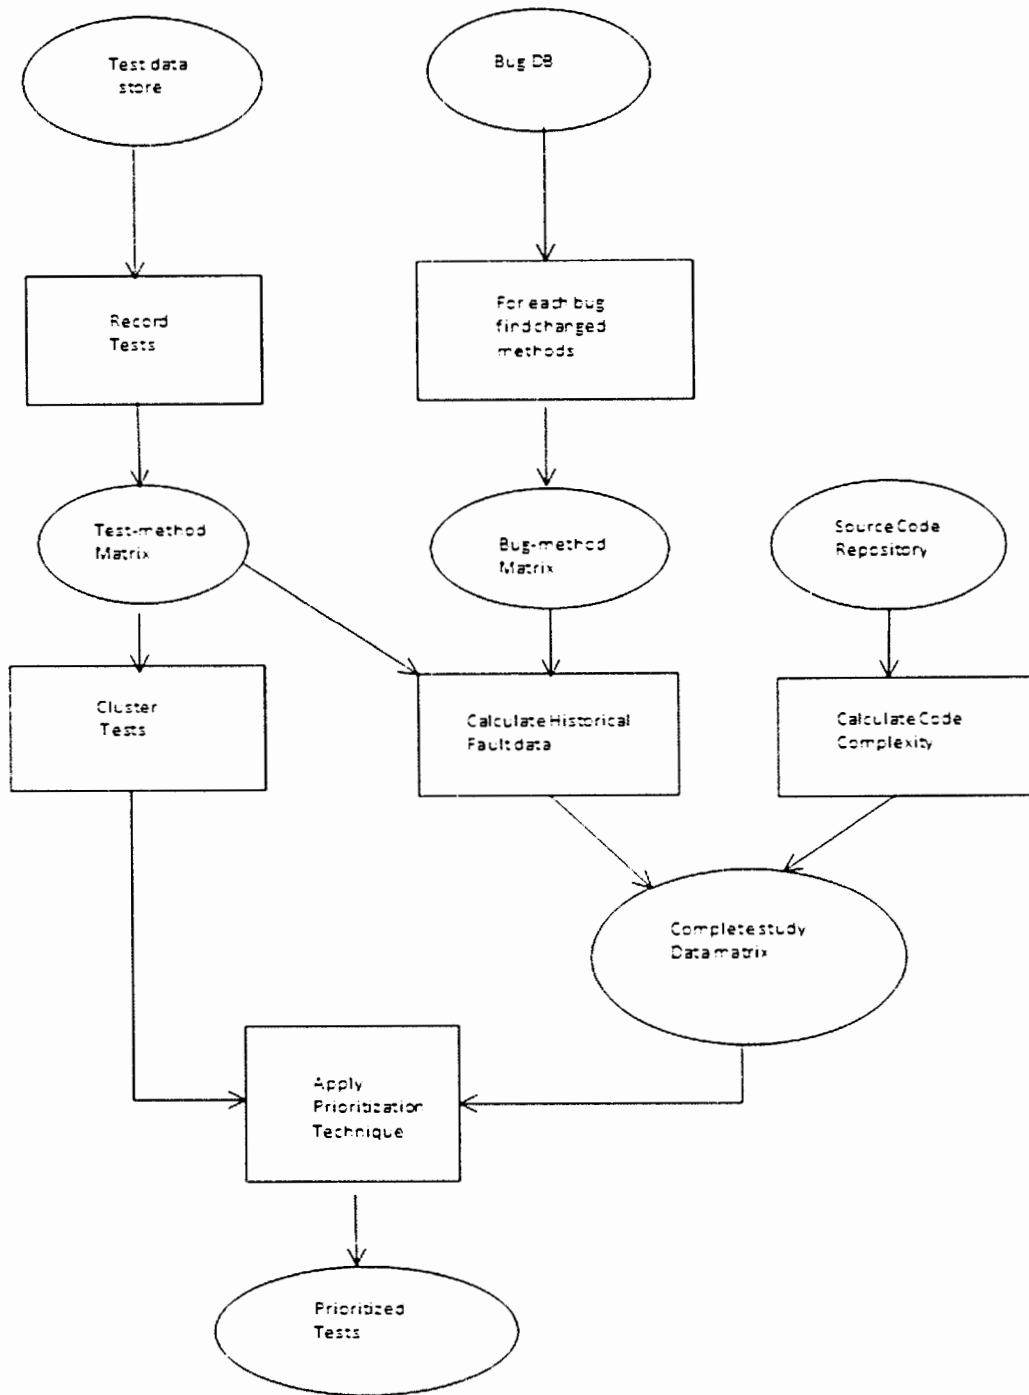 Test data
store
Bug DB
Record
Tests
For each bug
find changed
methods
Test-method
Matrix
Bug-method
Matrix
Source Code
Repository
Cluster
Tests
Calculate Historical
Fault data
Calculate Code
Complexity
Complete study
Data matrix
Apply
Prioritization
Technique
Prioritized
Tests